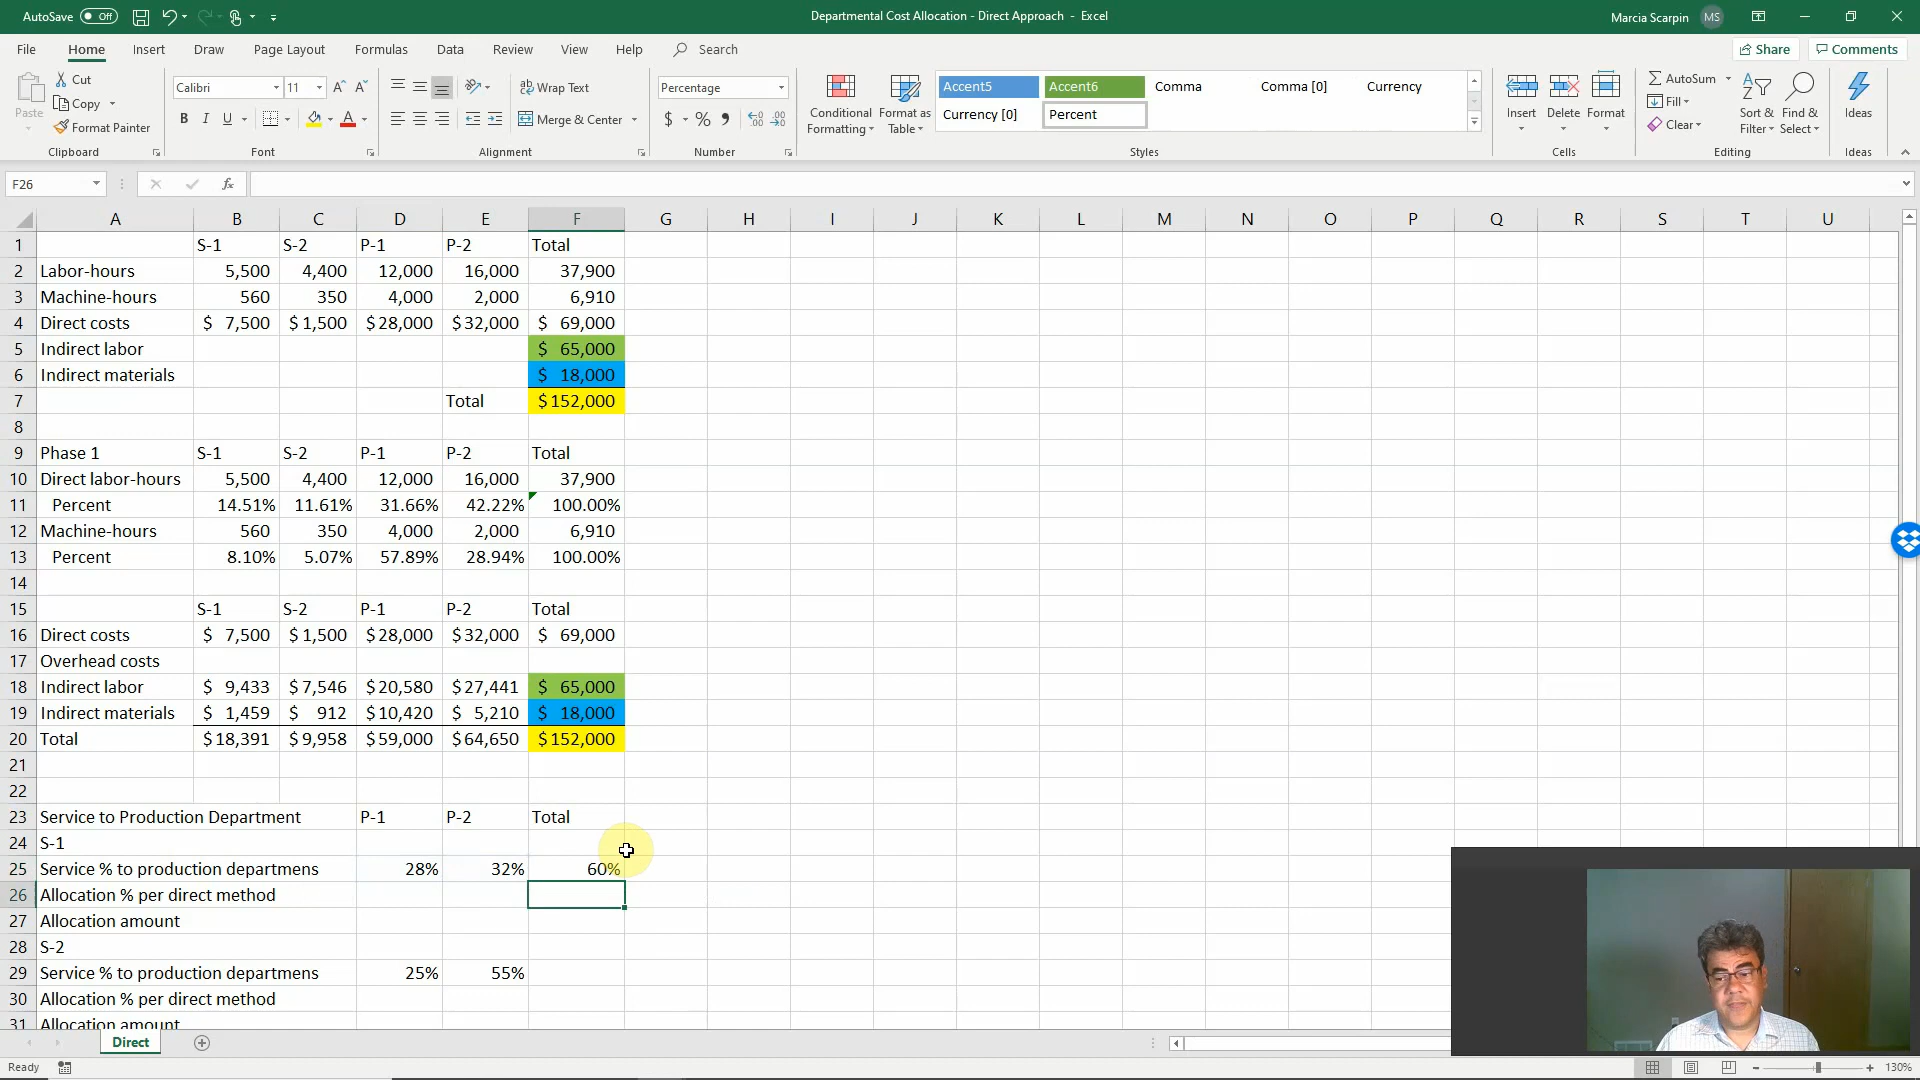 AutoSave Off
Departmental Cost Allocation - Direct Approach - Excel
Marcia Scarpin MS
File Home Insert Draw Page Layout Formulas Data Review View Help Search
Share Comments
Paste
Cut
Copy
Format Painter
Clipboard
Calibri 11
B I U
Font
Wrap Text
Merge & Center
Alignment
Percentage
$ % 9
Number
Conditional Formatting
Format as Table
Accent5 Accent6 Comma Comma [0] Currency
Currency [0] Percent
Styles
Insert Delete Format
Cells
AutoSum
Fill
Clear
Sort & Filter
Find & Select
Editing
Ideas
Ideas
F26 fx
A B C D E F G H I J K L M N O P Q R S T U
1 S-1 S-2 P-1 P-2 Total
2 Labor-hours 5,500 4,400 12,000 16,000 37,900
3 Machine-hours 560 350 4,000 2,000 6,910
4 Direct costs $ 7,500 $ 1,500 $ 28,000 $ 32,000 $ 69,000
5 Indirect labor $ 65,000
6 Indirect materials $ 18,000
7 Total $ 152,000
8
9 Phase 1 S-1 S-2 P-1 P-2 Total
10 Direct labor-hours 5,500 4,400 12,000 16,000 37,900
11 Percent 14.51% 11.61% 31.66% 42.22% 100.00%
12 Machine-hours 560 350 4,000 2,000 6,910
13 Percent 8.10% 5.07% 57.89% 28.94% 100.00%
14
15 S-1 S-2 P-1 P-2 Total
16 Direct costs $ 7,500 $ 1,500 $ 28,000 $ 32,000 $ 69,000
17 Overhead costs
18 Indirect labor $ 9,433 $ 7,546 $ 20,580 $ 27,441 $ 65,000
19 Indirect materials $ 1,459 $ 912 $ 10,420 $ 5,210 $ 18,000
20 Total $ 18,391 $ 9,958 $ 59,000 $ 64,650 $ 152,000
21
22
23 Service to Production Department P-1 P-2 Total
24 S-1
25 Service % to production departmens 28% 32% 60%
26 Allocation % per direct method
27 Allocation amount
28 S-2
29 Service % to production departmens 25% 55%
30 Allocation % per direct method
31 Allocation amount
Direct
Ready
130%